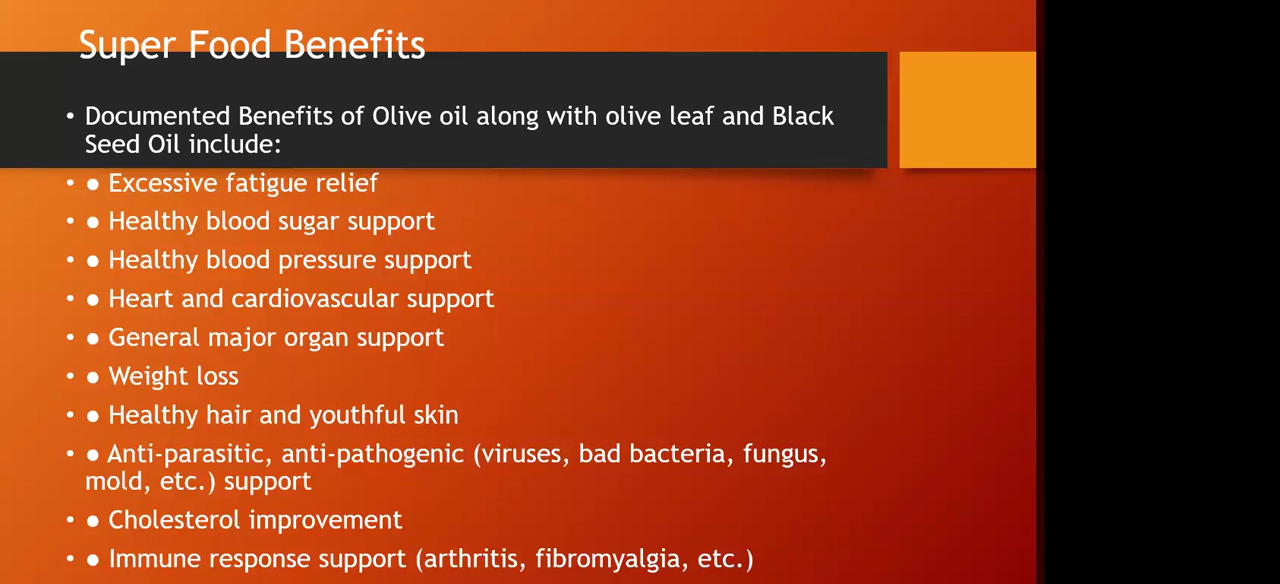 Super Food Benefits
• Documented Benefits of Olive oil along with olive leaf and Black
Seed Oil include:
• ● Excessive fatigue relief
• ● Healthy blood sugar support
• ● Healthy blood pressure support
• ● Heart and cardiovascular support
• ● General major organ support
• ● Weight loss
• ● Healthy hair and youthful skin
• ● Anti-parasitic, anti-pathogenic (viruses, bad bacteria, fungus,
mold, etc.) support
• ● Cholesterol improvement
• ● Immune response support (arthritis, fibromyalgia, etc.)